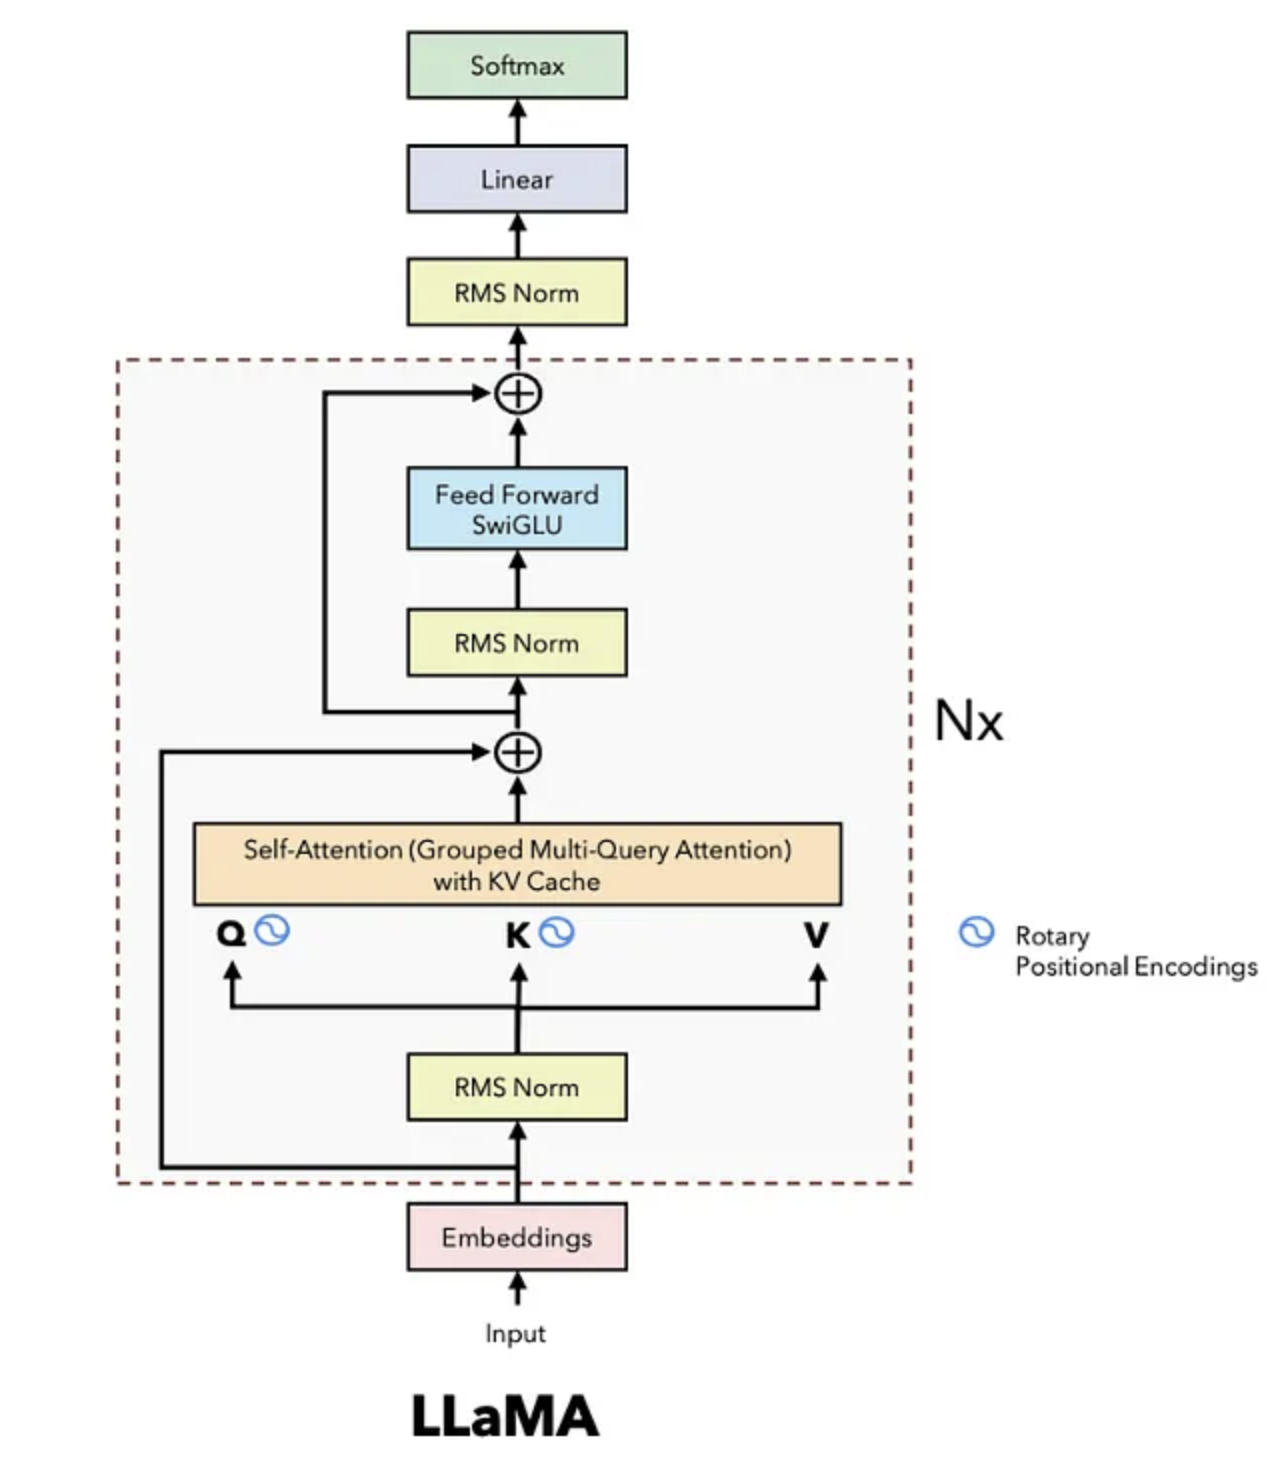 Softmax
Linear
RMS Norm
Feed Forward
SwiGLU
RMS Norm
Nx
Self-Attention (Grouped Multi-Query Attention)
with KV Cache
Q K V
Rotary
Positional Encodings
RMS Norm
Embeddings
Input
LLaMA